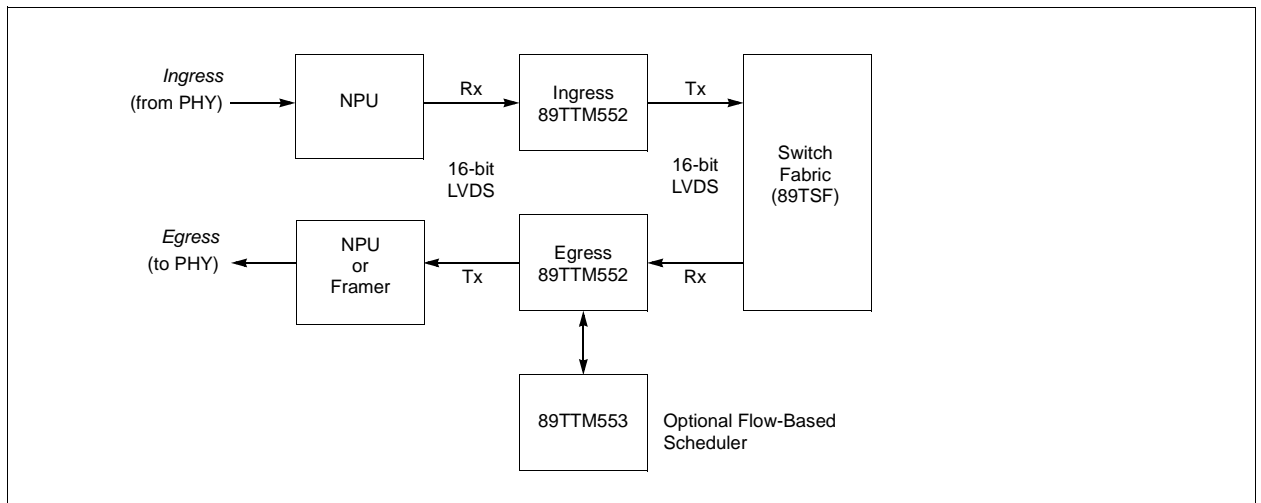 Ingress
(from PHY)
NPU
Rx
Ingress
89TTM552
Tx
Switch
Fabric
(89TSF)
16-bit
LVDS
16-bit
LVDS
Egress
(to PHY)
NPU
or
Framer
Tx
Egress
89TTM552
Rx
89TTM553
Optional Flow-Based
Scheduler